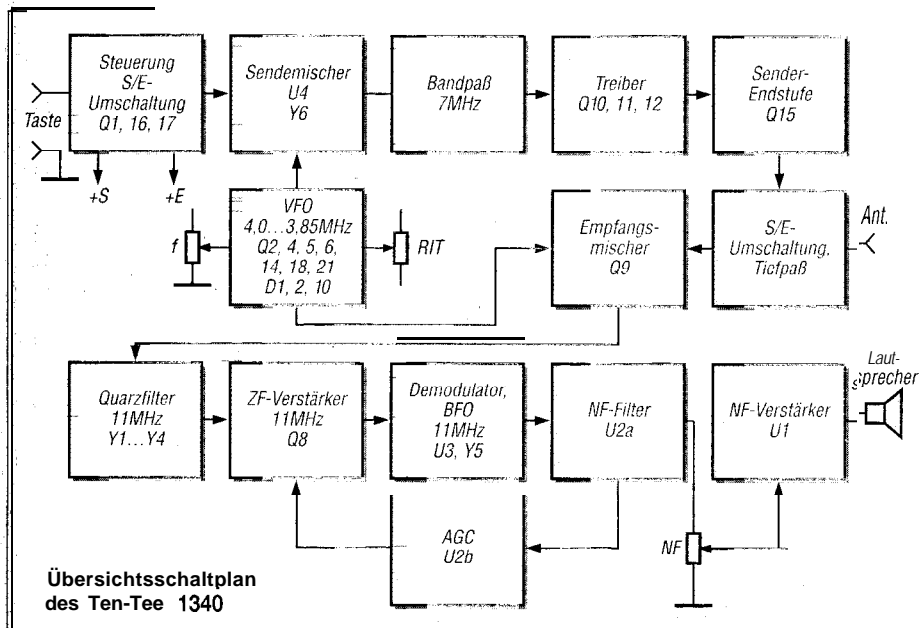 Steuerung
S/E-
Umschaltung
Q1, 16, 17
Sendemischer
U4
Y6
Bandpaß
7MHz
Treiber
Q10, 11, 12
Sender-
Endstufe
Q15
Taste
+S
+E
f
VFO
4,0...3,85MHz
Q2, 4, 5, 6,
14, 18, 21
D1, 2, 10
RIT
Empfangs-
mischer
Q9
S/E-
Umschaltung,
Tiefpaß
Ant.
Quarzfilter
11MHz
Y1...Y4
ZF-Verstärker
11MHz
Q8
Demodulator,
BFO
11MHz
U3, Y5
NF-Filter
U2a
NF-Verstärker
U1
Laut-
sprecher
AGC
U2b
NF
Übersichtsschaltplan
des Ten-Tee 1340